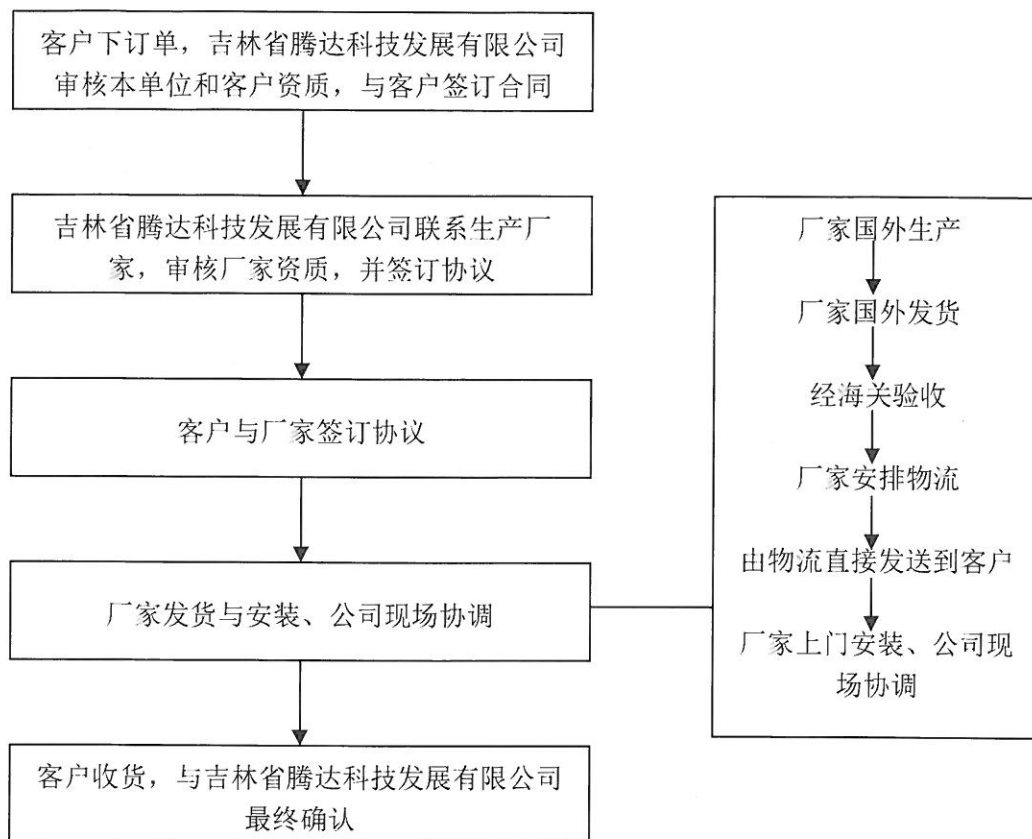 客户下订单，吉林省腾达科技发展有限公司
审核本单位和客户资质，与客户签订合同
吉林省腾达科技发展有限公司联系生产厂
家，审核厂家资质，并签订协议
客户与厂家签订协议
厂家发货与安装、公司现场协调
客户收货，与吉林省腾达科技发展有限公司
最终确认
厂家国外生产
厂家国外发货
经海关验收
厂家安排物流
由物流直接发送到客户
厂家上门安装、公司现
场协调